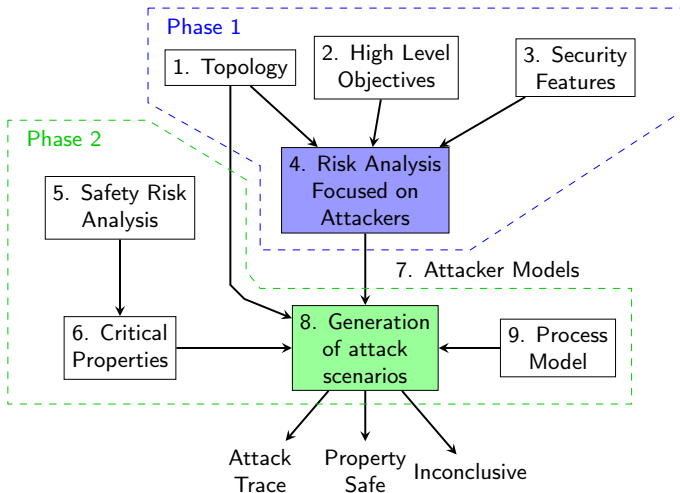 Phase 1
1. Topology
2. High Level
Objectives
3. Security
Features
Phase 2
4. Risk Analysis
Focused on
Attackers
5. Safety Risk
Analysis
7. Attacker Models
6. Critical
Properties
8. Generation
of attack
scenarios
9. Process
Model
Attack
Trace
Property
Safe
Inconclusive